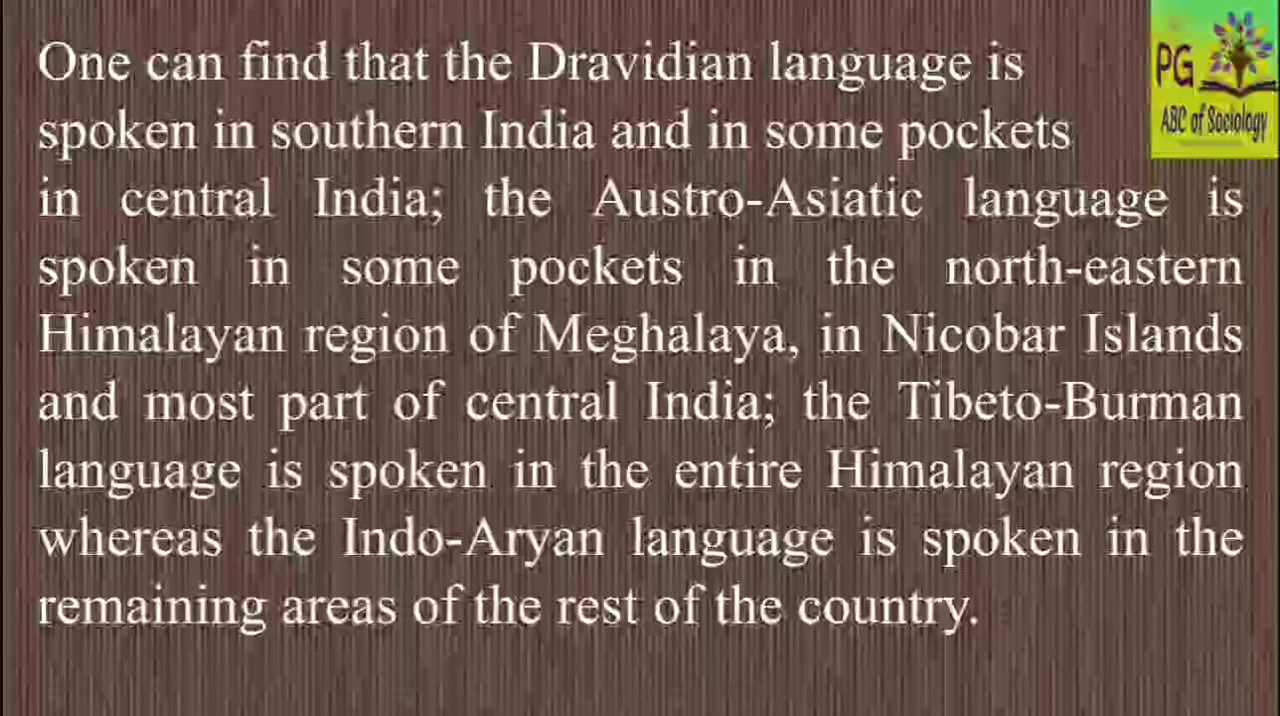 One can find that the Dravidian language is
spoken in southern India and in some pockets
in central India; the Austro-Asiatic language is
spoken in some pockets in the north-eastern
Himalayan region of Meghalaya, in Nicobar Islands
and most part of central India; the Tibeto-Burman
language is spoken in the entire Himalayan region
whereas the Indo-Aryan language is spoken in the
remaining areas of the rest of the country.
PG
ABC of Sociology